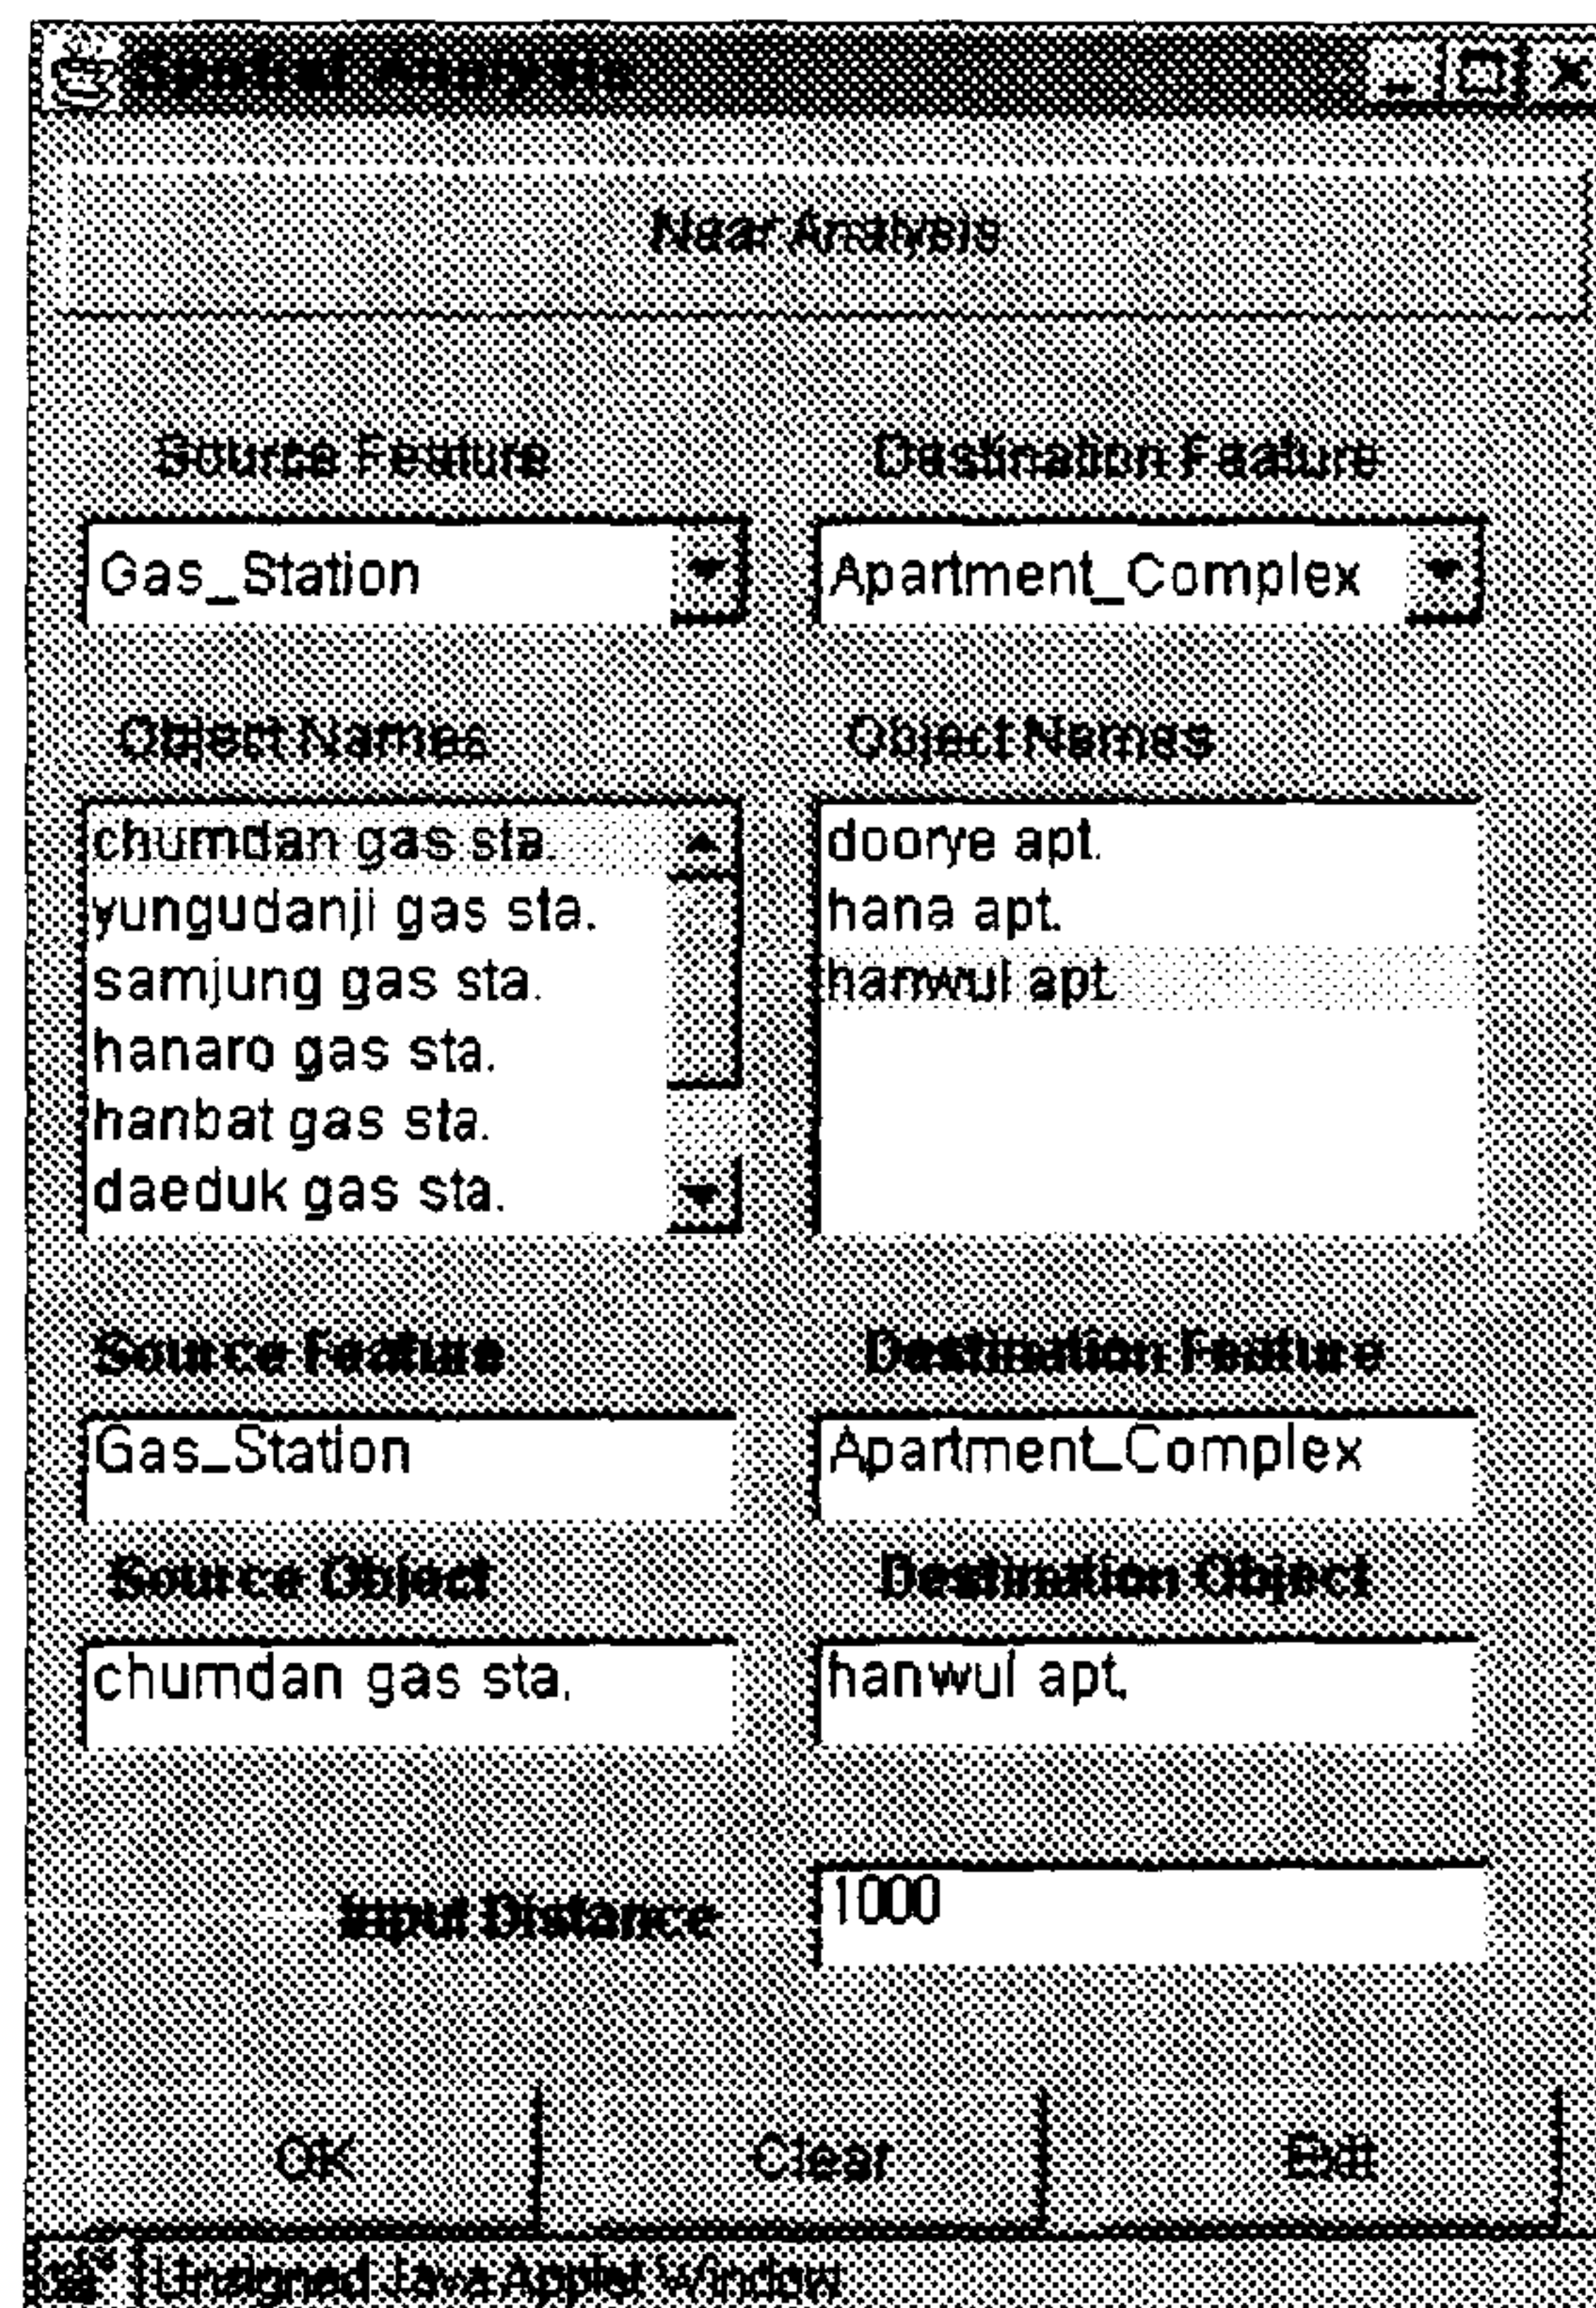 Spatial Analysis
Near Analysis
Source Feature Destination Feature
Gas_Station Apartment_Complex
Object Names Object Names
chumdan gas sta. doorye apt.
yungudanji gas sta. hana apt.
samjung gas sta. hanwul apt.
hanaro gas sta.
hanbat gas sta.
daeduk gas sta.
Source Feature Destination Feature
Gas_Station Apartment_Complex
Source Object Destination Object
chumdan gas sta. hanwul apt.
Input Distance 1000
OK Clear Exit
Unsigned Java Applet Window